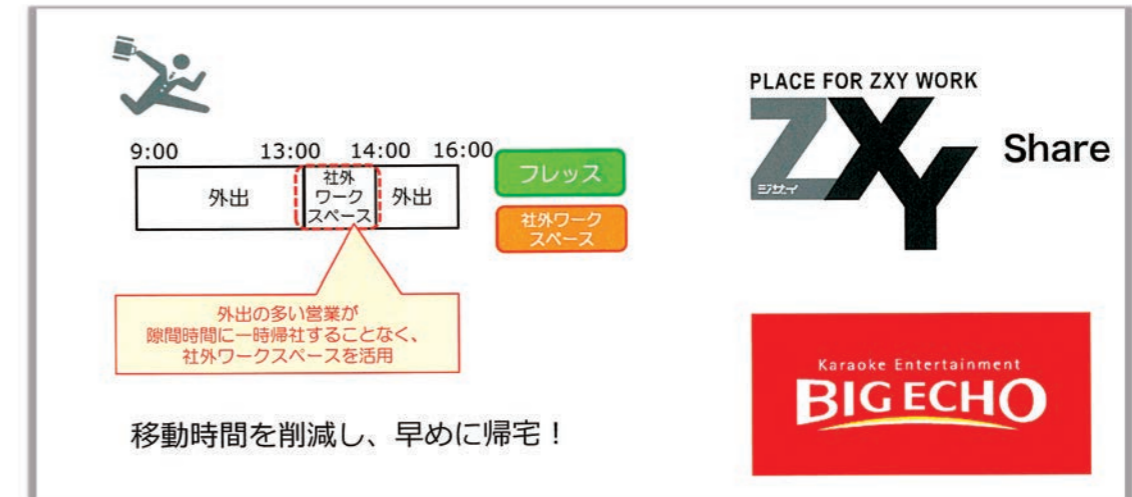 9:00 13:00 14:00 16:00
外出
社外
ワーク
スペース
外出
フレッス
社外ワーク
スペース
外出の多い営業が
隙間時間に一時帰社することなく、
社外ワークスペースを活用
移動時間を削減し、早めに帰宅！
PLACE FOR ZXY WORK
ZXY
ジザイ
Share
Karaoke Entertainment
BIG ECHO